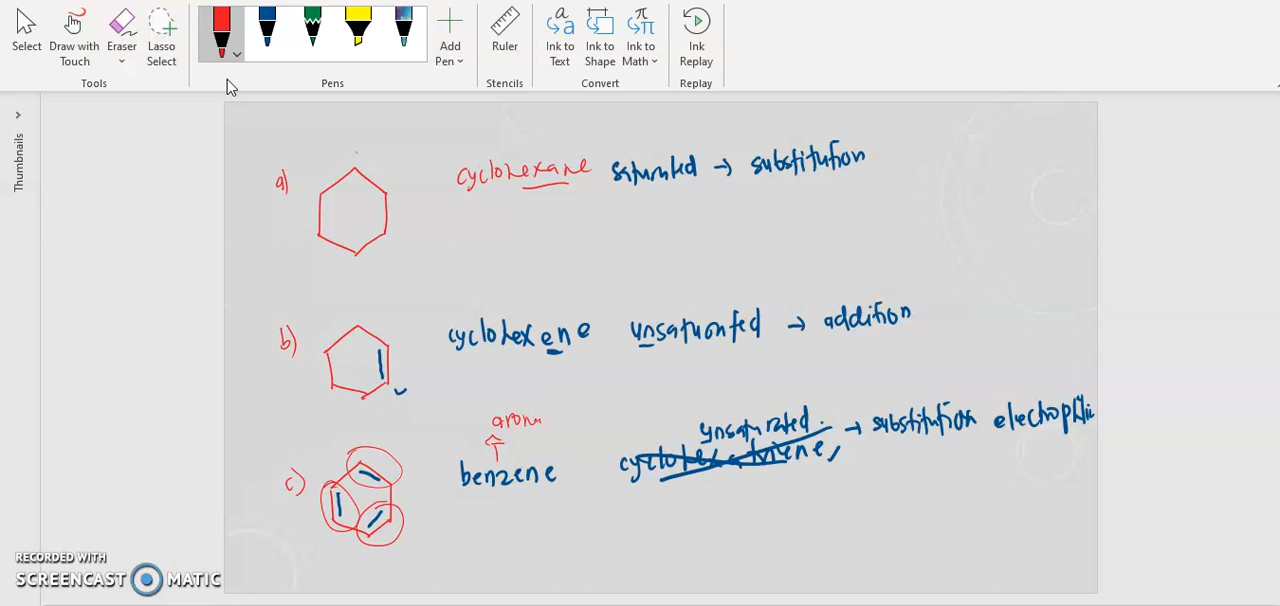 Select
Draw with Touch
Eraser
Lasso Select
Tools
Pens
Add Pen
Ruler
Stencils
Ink to Text
Ink to Shape
Ink to Math
Convert
Ink Replay
Replay
Thumbnails
a) cyclohexane saturated → substitution
b) cyclohexene unsaturated → addition
aroma
unsaturated. → substitution electrophilic
c) benzene
RECORDED WITH
SCREENCAST MATIC